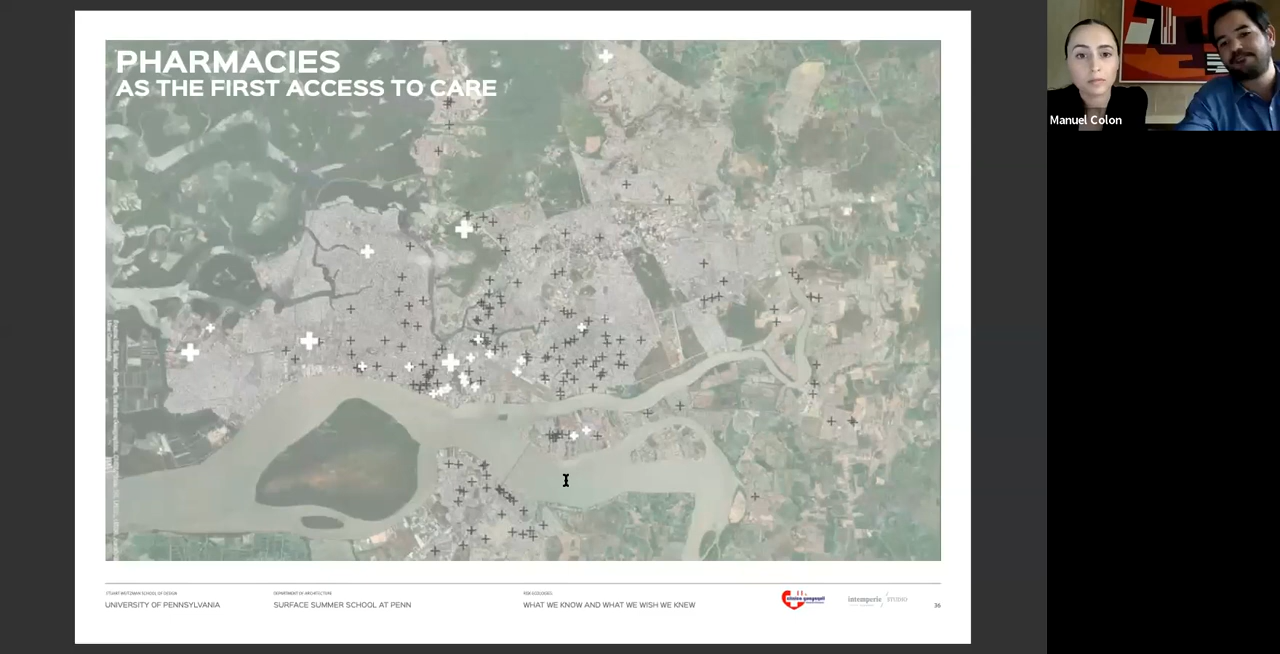 PHARMACIES
AS THE FIRST ACCESS TO CARE
Manuel Colon
STUART WEITZMAN SCHOOL OF DESIGN
UNIVERSITY OF PENNSYLVANIA
DEPARTMENT OF ARCHITECTURE
SURFACE SUMMER SCHOOL AT PENN
WHAT WE KNOW AND WHAT WE WISH WE KNEW
intemperie STUDIO
36